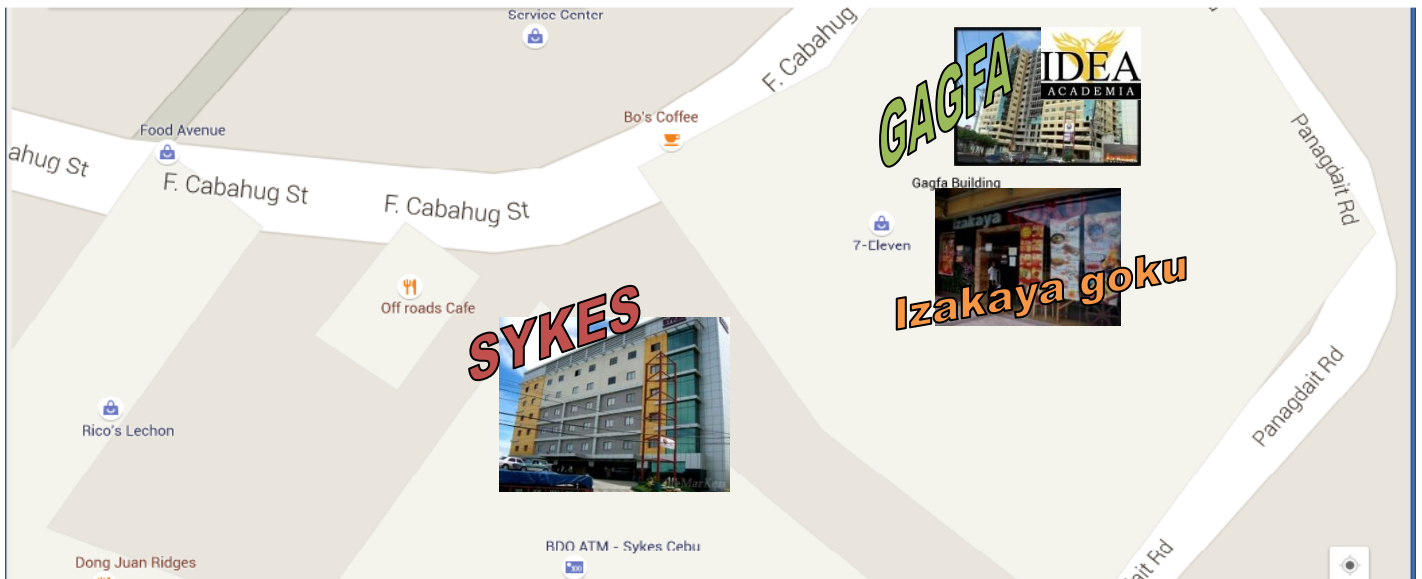 Service Center
F. Cabahug
GAGFA
IDEA
ACADEMIA
Bo's Coffee
Food Avenue
ahug St
F. Cabahug St
F. Cabahug St
Panagdait Rd
Gagfa Building
Izakaya
7-Eleven
Izakaya goku
Off roads Cafe
SYKES
Panagdait Rd
Rico's Lechon
BDO ATM - Sykes Cebu
Dong Juan Ridges
ait Rd